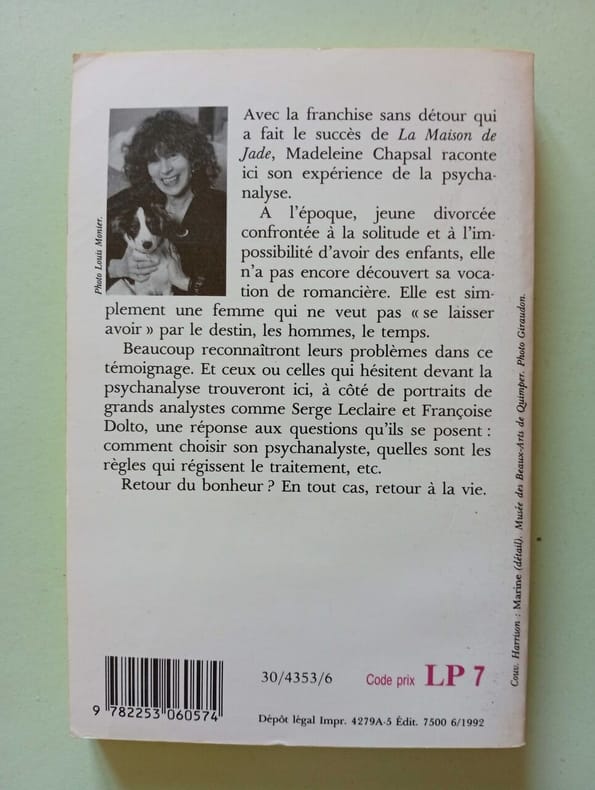 Photo Louis Monier.
Avec la franchise sans détour qui
a fait le succès de La Maison de
Jade, Madeleine Chapsal raconte
ici son expérience de la psycha-
nalyse.
A l'époque, jeune divorcée
confrontée à la solitude et à l'im-
possibilité d'avoir des enfants, elle
n'a pas encore découvert sa voca-
tion de romancière. Elle est sim-
plement une femme qui ne veut pas « se laisser
avoir » par le destin, les hommes, le temps.
Beaucoup reconnaîtront leurs problèmes dans ce
témoignage. Et ceux ou celles qui hésitent devant la
psychanalyse trouveront ici, à côté de portraits de
grands analystes comme Serge Leclaire et Françoise
Dolto, une réponse aux questions qu'ils se posent :
comment choisir son psychanalyste, quelles sont les
règles qui régissent le traitement, etc.
Retour du bonheur ? En tout cas, retour à la vie.
Couv. Harrison : Marine (détail). Musée des Beaux-Arts de Quimper. Photo Giraudon.
30/4353/6
Code prix LP 7
9 782253 060574
Dépôt légal Impr. 4279A-5 Édit. 7500 6/1992